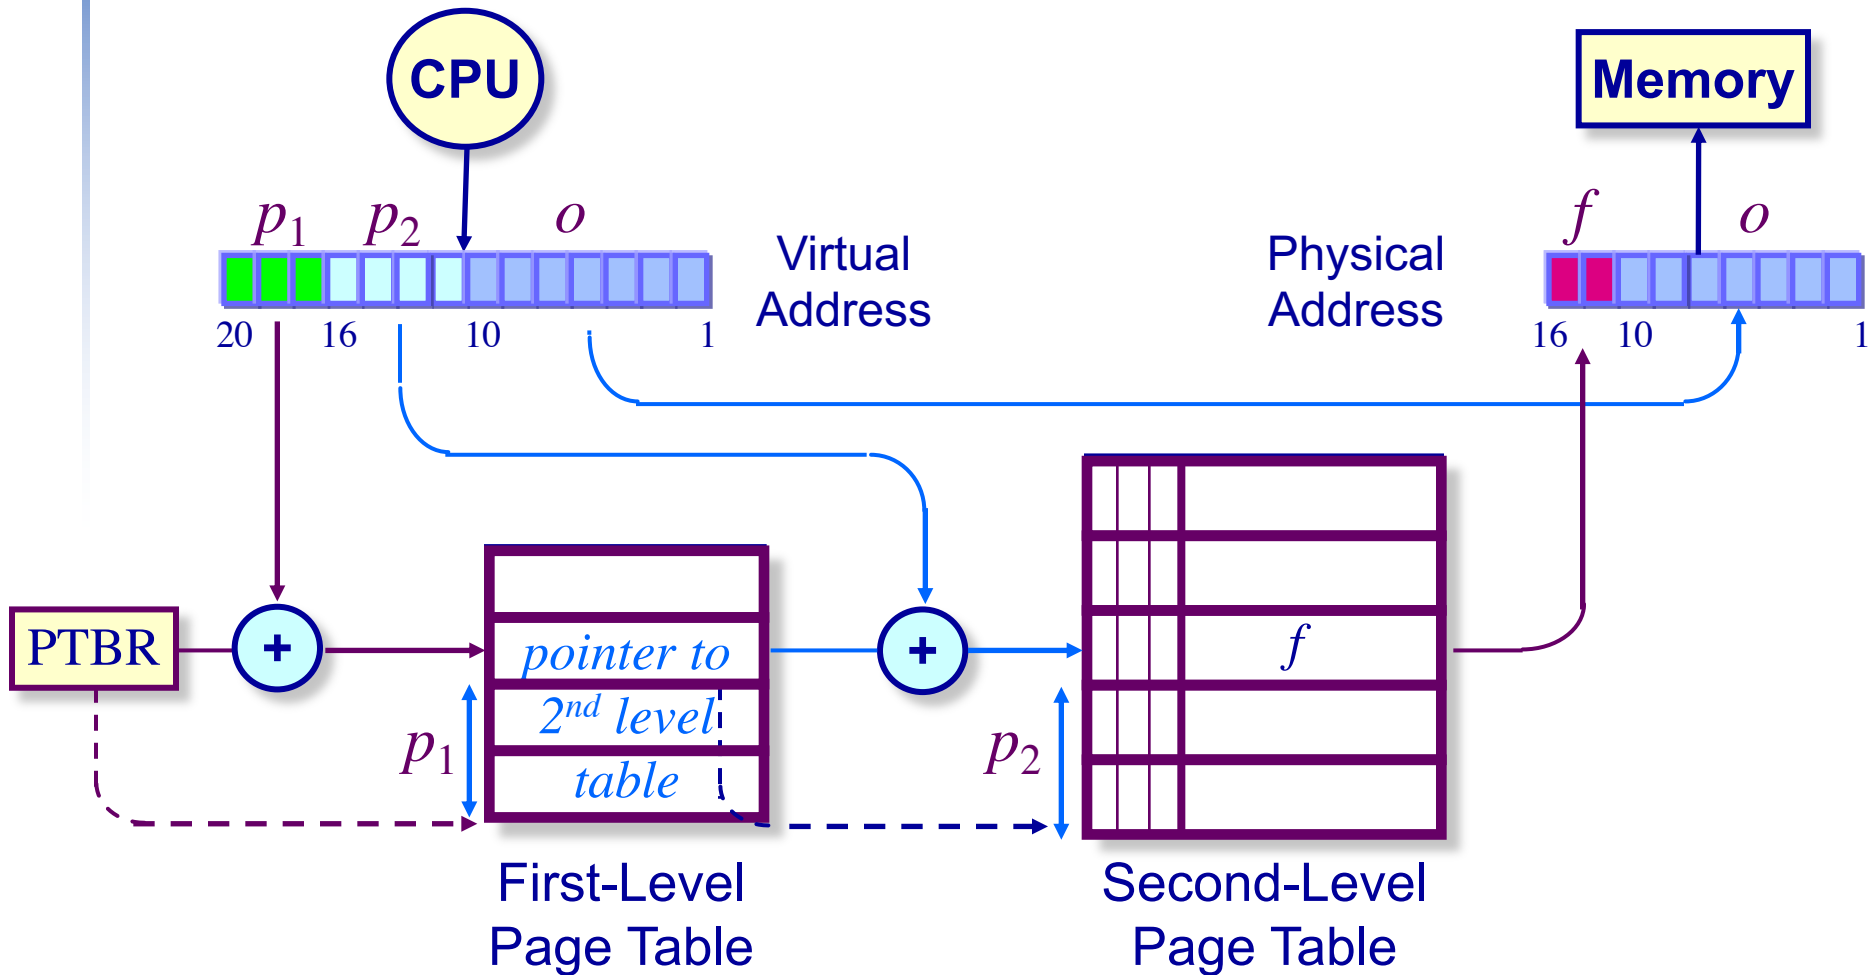 CPU
Memory
p1 p2 o
f o
Virtual
Address
Physical
Address
20 16 10 1
16 10 1
PTBR
+
+
pointer to
2nd level
table
f
p1
p2
First-Level
Page Table
Second-Level
Page Table